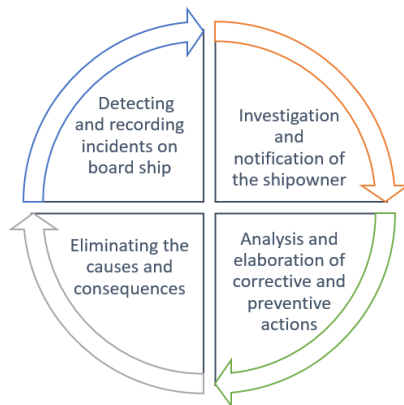 Detecting
and recording
incidents on
board ship
Investigation
and
notification of
the shipowner
Eliminating the
causes and
consequences
Analysis and
elaboration of
corrective and
preventive
actions